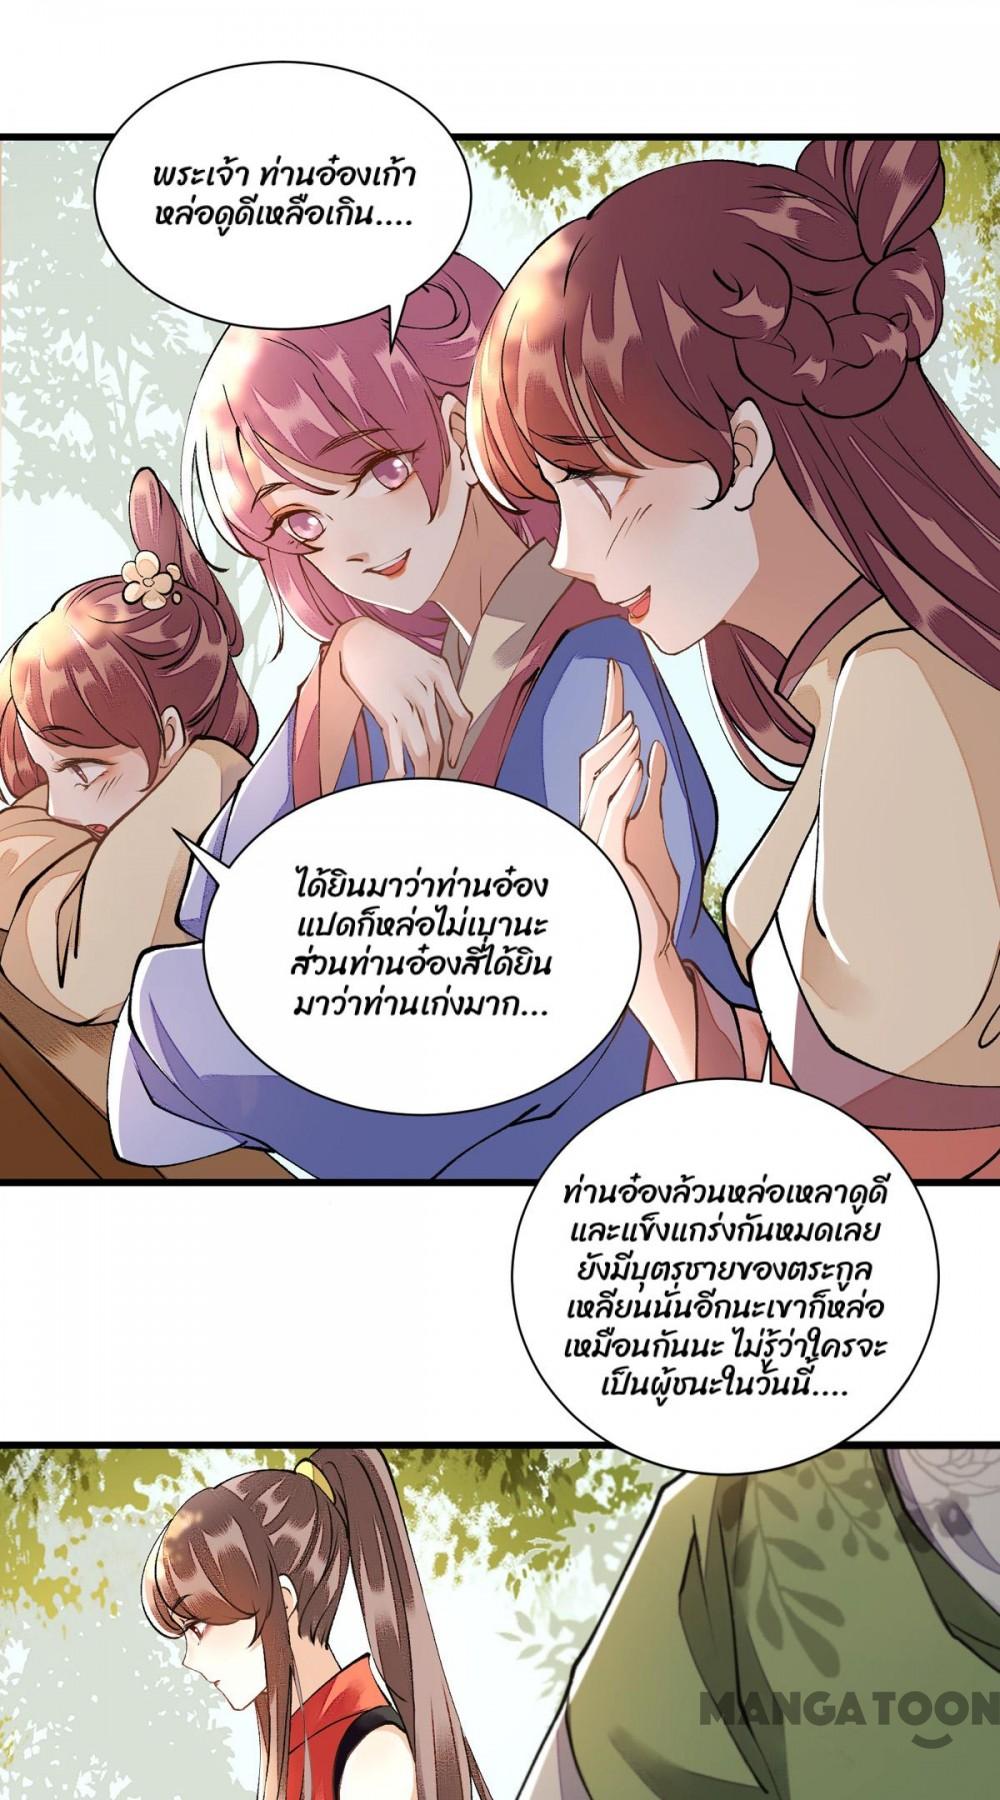 พระเจ้า ท่านอ๋องเก้า
หล่อดูดีเหลือเกิน....
ได้ยินมาว่าท่านอ๋อง
แปดก็หล่อไม่เบานะ
ส่วนท่านอ๋องสี่ได้ยิน
มาว่าท่านเก่งมาก...
ท่านอ๋องล้วนหล่อเหลาดูดี
และแข็งแกร่งกันหมดเลย
ยังมีบุตรชายของตระกูล
เหลียนนั่นอีกนะเขาก็หล่อ
เหมือนกันนะ ไม่รู้ว่าใครจะ
เป็นผู้ชนะในวันนี้....
MANGATOON